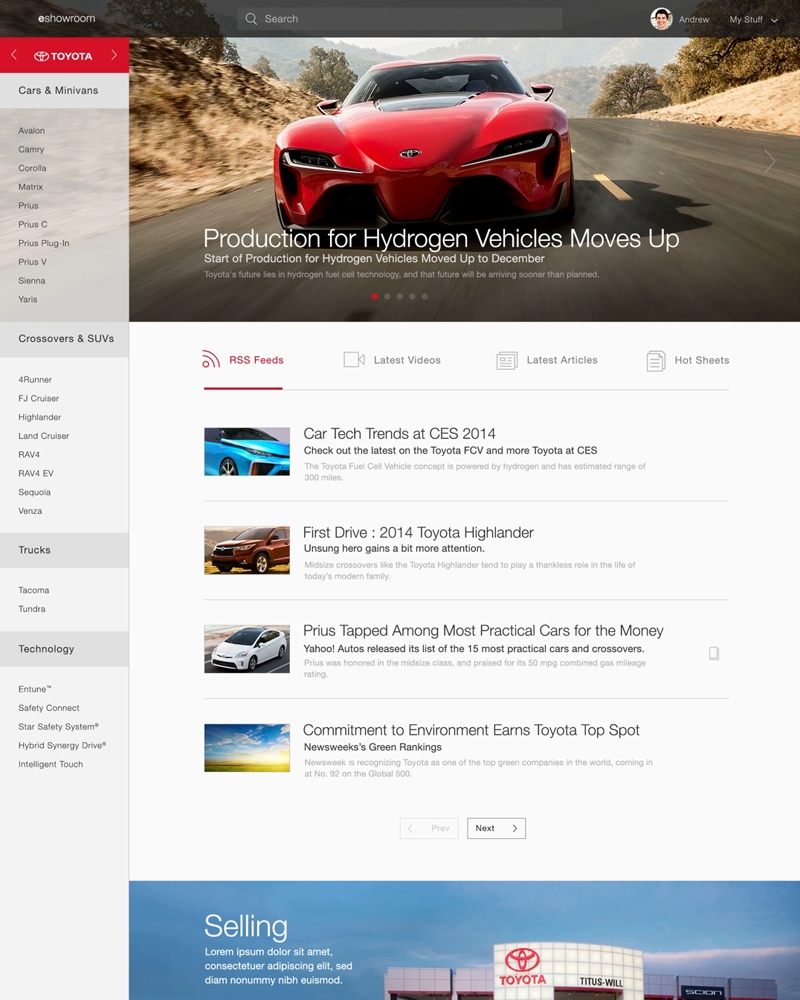 eshowroom
Search
Andrew
My Stuff
TOYOTA
Cars & Minivans
Avalon
Camry
Corolla
Matrix
Prius
Prius C
Prius Plug-In
Prius V
Sienna
Yaris
Crossovers & SUVs
4Runner
FJ Cruiser
Highlander
Land Cruiser
RAV4
RAV4 EV
Sequoia
Venza
Trucks
Tacoma
Tundra
Technology
Entune™
Safety Connect
Star Safety System®
Hybrid Synergy Drive®
Intelligent Touch
Production for Hydrogen Vehicles Moves Up
Start of Production for Hydrogen Vehicles Moved Up to December
Toyota's future lies in hydrogen fuel cell technology, and that future will be arriving sooner than planned.
RSS Feeds
Latest Videos
Latest Articles
Hot Sheets
Car Tech Trends at CES 2014
Check out the latest on the Toyota FCV and more Toyota at CES
The Toyota Fuel Cell Vehicle concept is powered by hydrogen and has estimated range of
300 miles.
First Drive : 2014 Toyota Highlander
Unsung hero gains a bit more attention.
Midsize crossovers like the Toyota Highlander tend to play a thankless role in the life of
today's modern family.
Prius Tapped Among Most Practical Cars for the Money
Yahoo! Autos released its list of the 15 most practical cars and crossovers.
Prius was honored in the midsize class, and praised for its 50 mpg combined gas mileage
rating.
Commitment to Environment Earns Toyota Top Spot
Newsweeks's Green Rankings
Newsweek is recognizing Toyota as one of the top green companies in the world, coming in
at No. 92 on the Global 500.
Prev
Next
Selling
Lorem ipsum dolor sit amet,
consectetuer adipiscing elit, sed
diam nonummy nibh euismod.
TOYOTA
TITUS-WILL
SCION